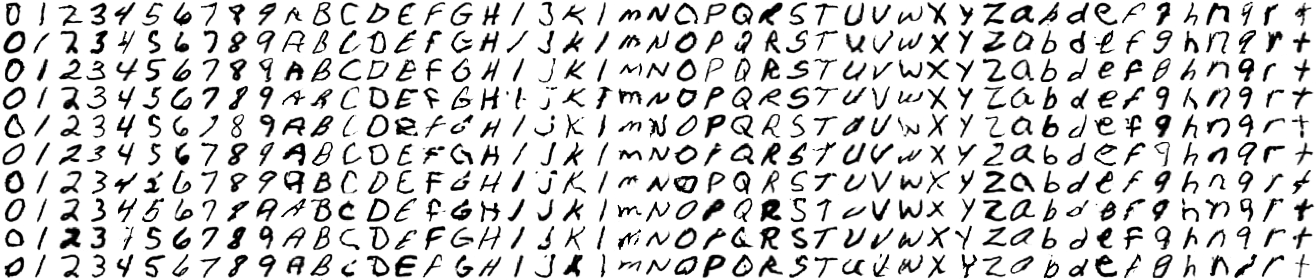 0 1 2 3 4 5 6 7 8 9 A B C D E F G H I J K l m N O P Q R S T U V W X Y Z a b d e f g h n q r t
0 1 2 3 4 5 6 7 8 9 A B C D E F G H I J K l m N O P Q R S T U V W X Y Z a b d e f g h n q r t
0 1 2 3 4 5 6 7 8 9 A B C D E F G H I J K l m N O P Q R S T U V W X Y Z a b d e f g h n q r t
0 1 2 3 4 5 6 7 8 9 A B C D E F G H I j K l m N O P Q R S T U V W X Y Z a b d e f g h n q r t
0 1 2 3 4 5 6 7 8 9 A B C D E F G H I j K l m N O P Q R S T U V W X Y Z a b d e f g h n q r t
0 1 2 3 4 5 6 7 8 9 A B C D E F G H I J K l m N O P Q R S T U V W X Y Z a b d e f g h n q r t
0 1 2 3 4 5 6 7 8 9 A B C D E F G H I j K l m N O P Q R S T U V W X Y Z a b d e f g h n q r t
0 1 2 3 4 5 6 7 8 9 A B C D E F G H I J K l m N O P Q R S T U V W X Y Z a b d e f g h n q r t
0 1 2 3 4 5 6 7 8 9 A B C D E F G H I J K l m N O P Q R S T U V W X Y Z a b d e f g h n q r t
0 1 2 3 4 5 6 7 8 9 A B C D E F G H I J K l m N O P Q R S T U V W X Y Z a b d e f g h n q r t